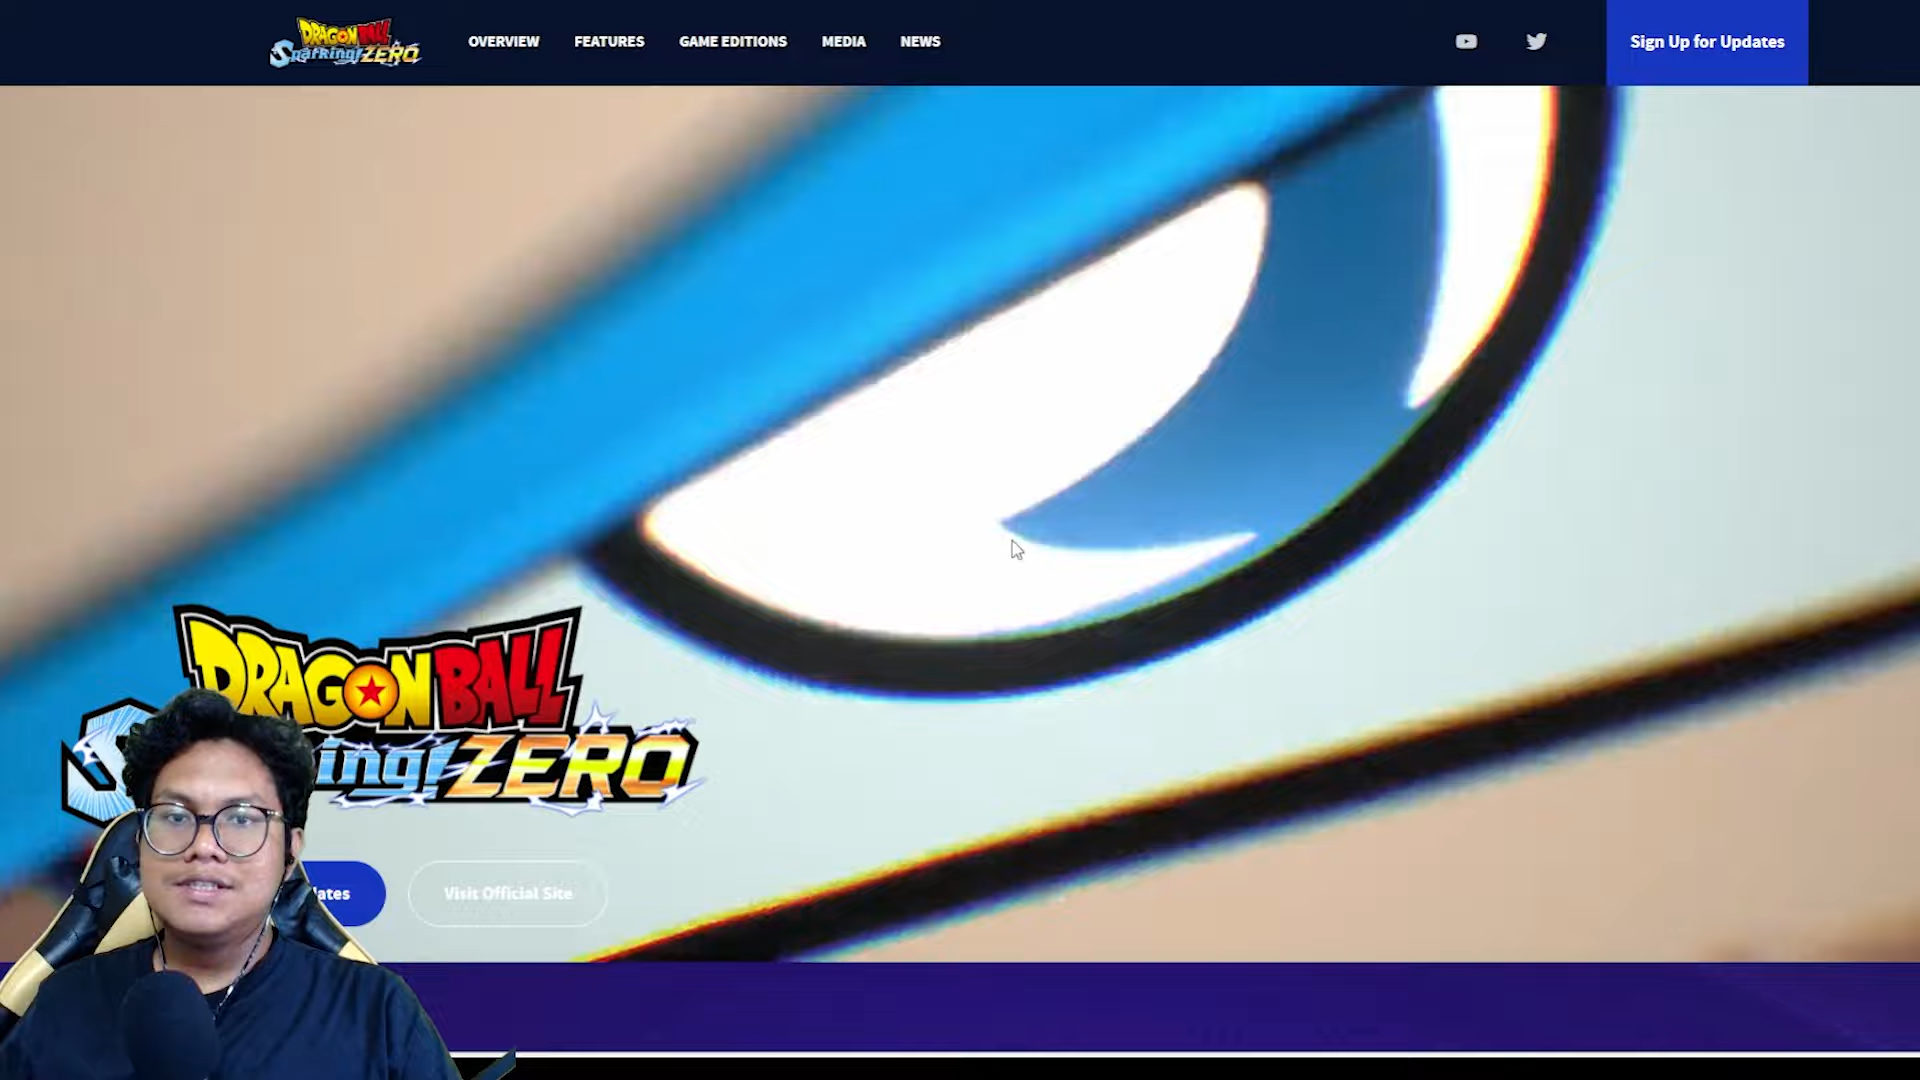 DRAGON BALL
Sparking! ZERO
OVERVIEW
FEATURES
GAME EDITIONS
MEDIA
NEWS
Sign Up for Updates
DRAGON BALL
ZERO
Visit Official Site